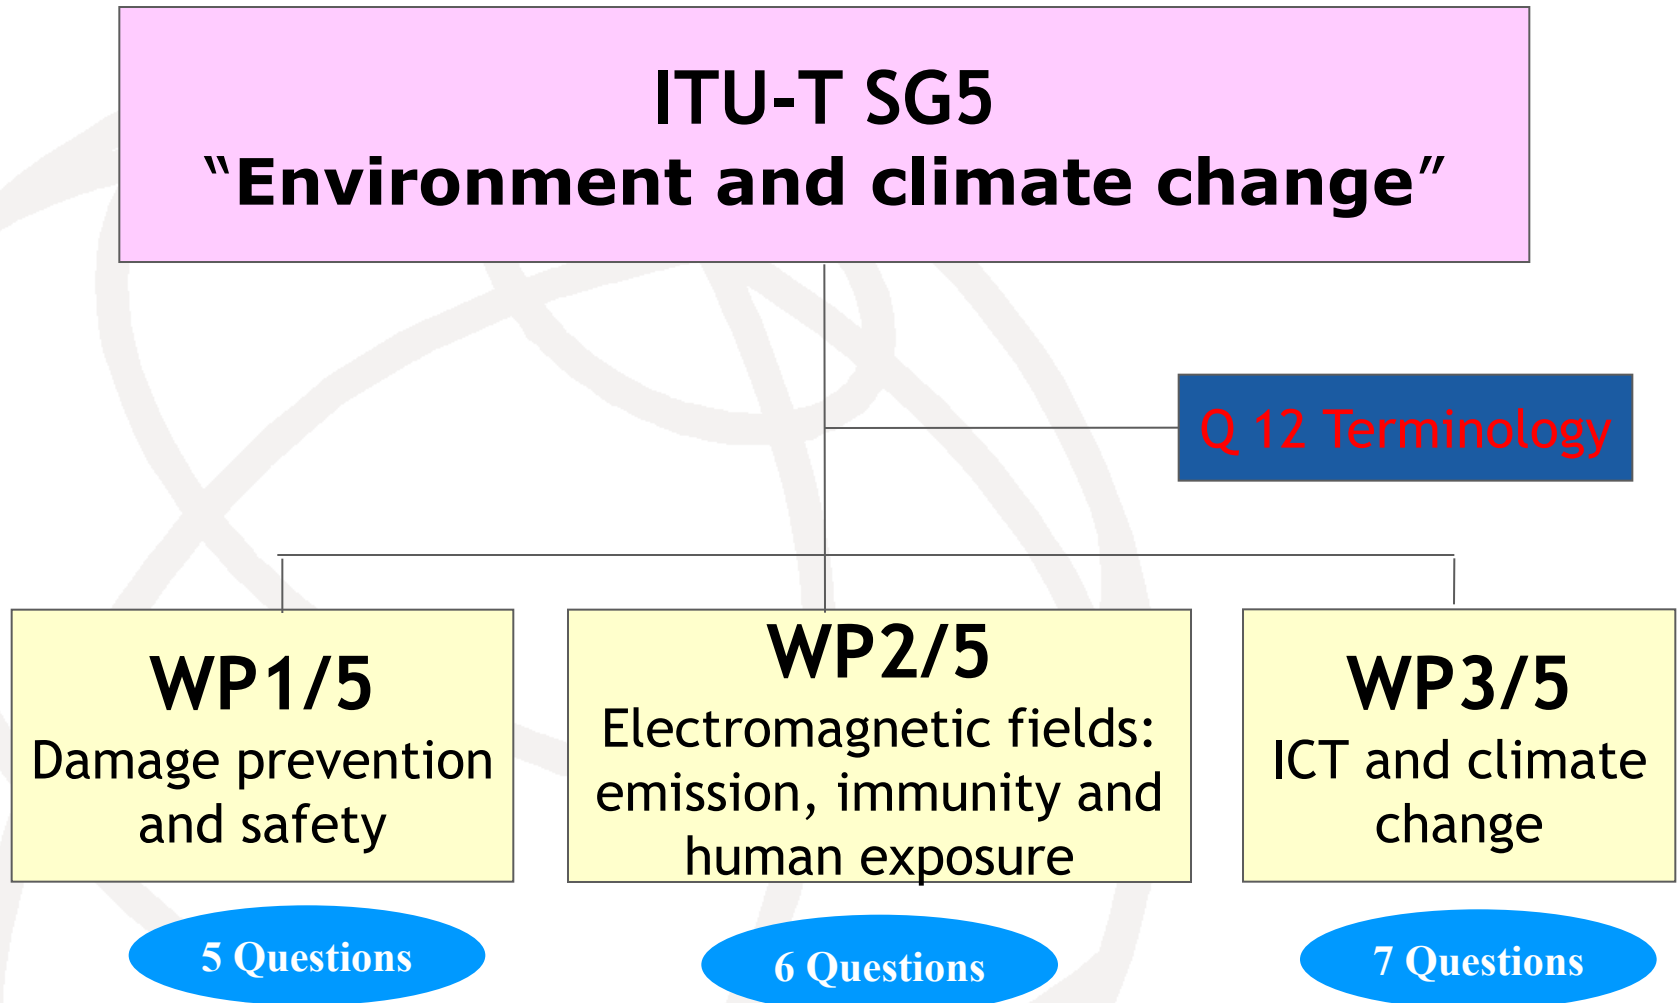 ITU-T SG5
“Environment and climate change”
Q 12 Terminology
WP1/5
Damage prevention
and safety
5 Questions
WP2/5
Electromagnetic fields:
emission, immunity and
human exposure
6 Questions
WP3/5
ICT and climate
change
7 Questions